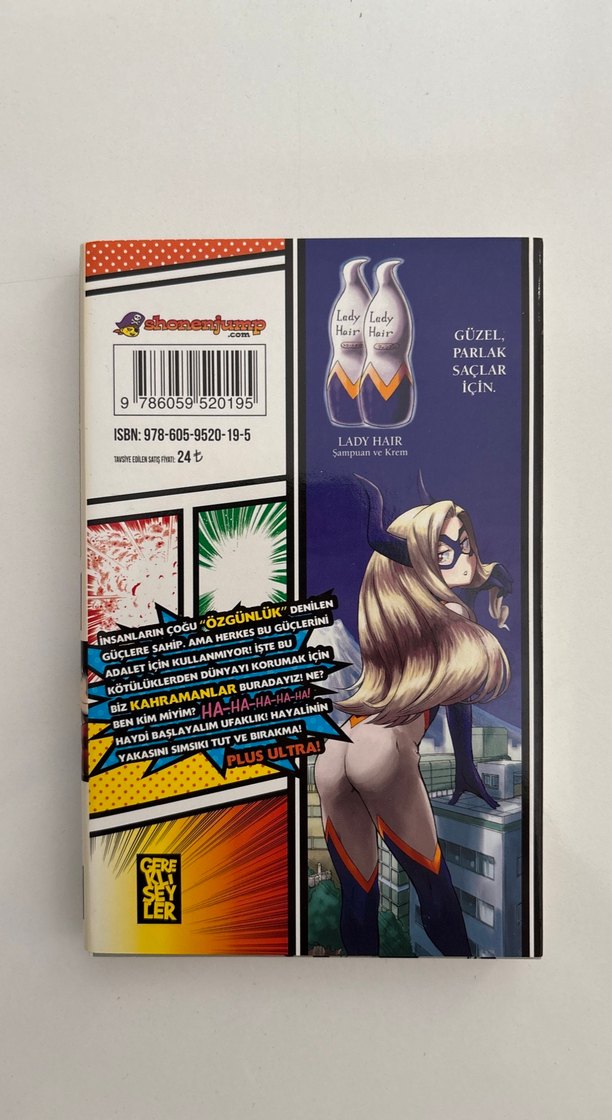 shonenjump
.com
9 786059 520195
ISBN: 978-605-9520-19-5
TAVSİYE EDİLEN SATIŞ FİYATI: 24 ₺
İNSANLARIN ÇOĞU "ÖZGÜNLÜK" DENİLEN
GÜÇLERE SAHİP. AMA HERKES BU GÜÇLERİNİ
ADALET İÇİN KULLANMIYOR! İŞTE BU
KÖTÜLÜKLERDEN DÜNYAYI KORUMAK İÇİN
BİZ KAHRAMANLAR BURADAYIZ! NE?
BEN KİM MİYİM? HA-HA-HA-HA-HA!
HAYDİ BAŞLAYALIM UFAKLIK! HAYALİNİN
YAKASINI SIMSIKI TUT VE BIRAKMA!
PLUS ULTRA!
GERE
KLİ
ŞEY
LER
Lady
Hair
Lady
Hair
GÜZEL,
PARLAK
SAÇLAR
İÇİN.
LADY HAIR
Şampuan ve Krem